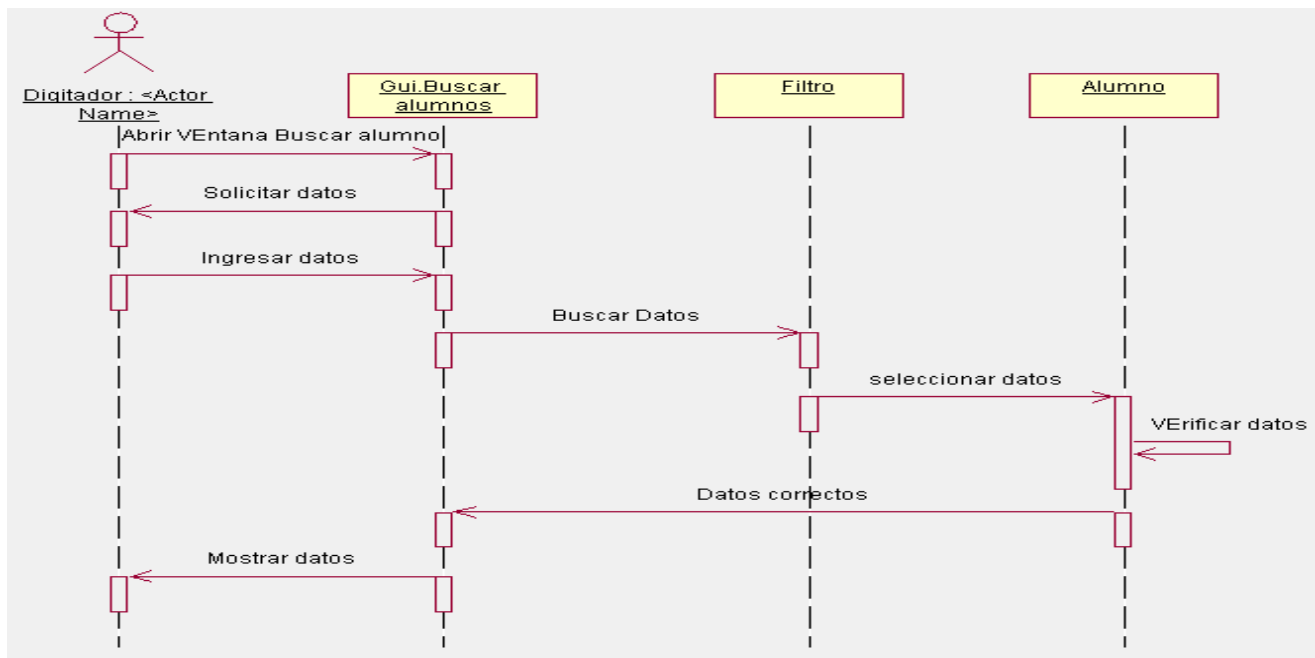 Digitador : <Actor
Name>
Gui.Buscar
alumnos
Filtro
Alumno
Abrir VEntana Buscar alumno
Solicitar datos
Ingresar datos
Buscar Datos
seleccionar datos
VErificar datos
Datos correctos
Mostrar datos